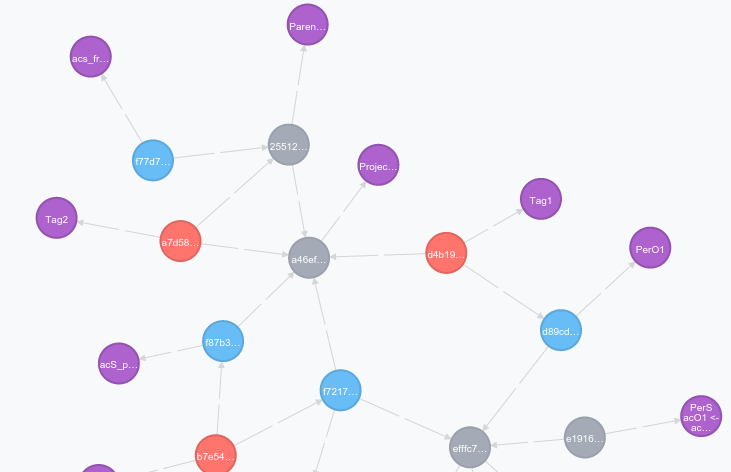 Paren...
acs_fr...
25512...
f77d7...
Projec...
Tag1
Tag2
a7d58...
PerO1
d4b19...
a46ef...
d89cd...
f87b3...
acS_p...
f7217...
PerS
acO1 <-
ac...
e1916...
efffc7...
b7e54...